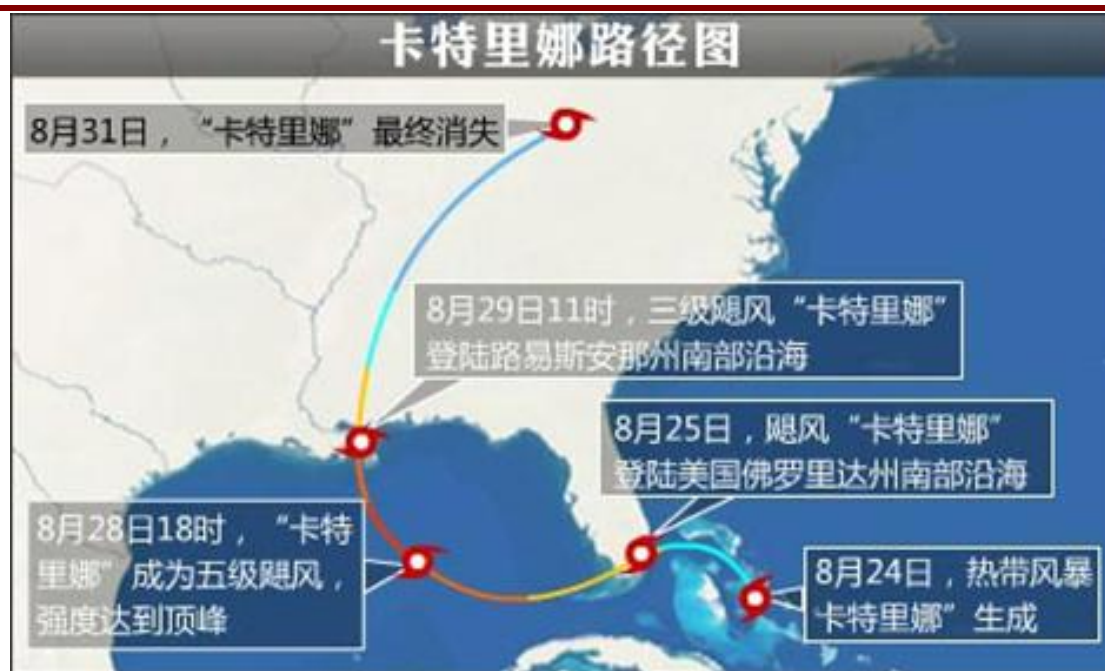 卡特里娜路径图
8月31日，“卡特里娜”最终消失
8月29日11时，三级飓风“卡特里娜”
登陆路易斯安那州南部沿海
8月25日，飓风“卡特里娜”
登陆美国佛罗里达州南部沿海
8月28日18时，“卡特
里娜”成为五级飓风，
强度达到顶峰
8月24日，热带风暴
卡特里娜”生成